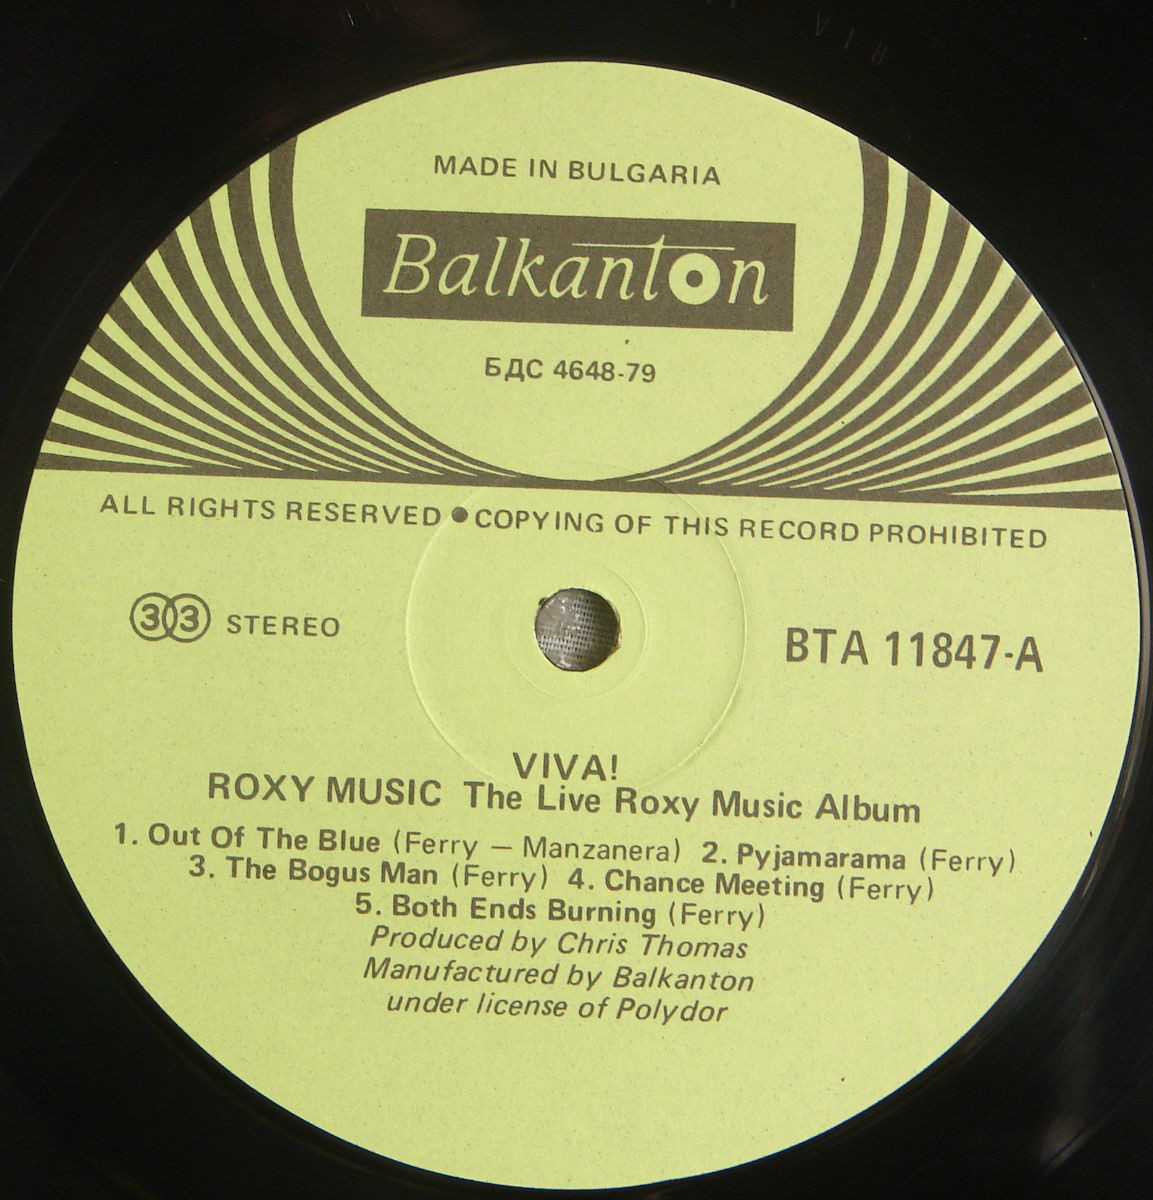 MADE IN BULGARIA
Balkanton
БДС 4648-79
ALL RIGHTS RESERVED ● COPYING OF THIS RECORD PROHIBITED
33 STEREO
BTA 11847-A
VIVA!
ROXY MUSIC The Live Roxy Music Album
1. Out Of The Blue (Ferry — Manzanera) 2. Pyjamarama (Ferry)
3. The Bogus Man (Ferry) 4. Chance Meeting (Ferry)
5. Both Ends Burning (Ferry)
Produced by Chris Thomas
Manufactured by Balkanton
under license of Polydor